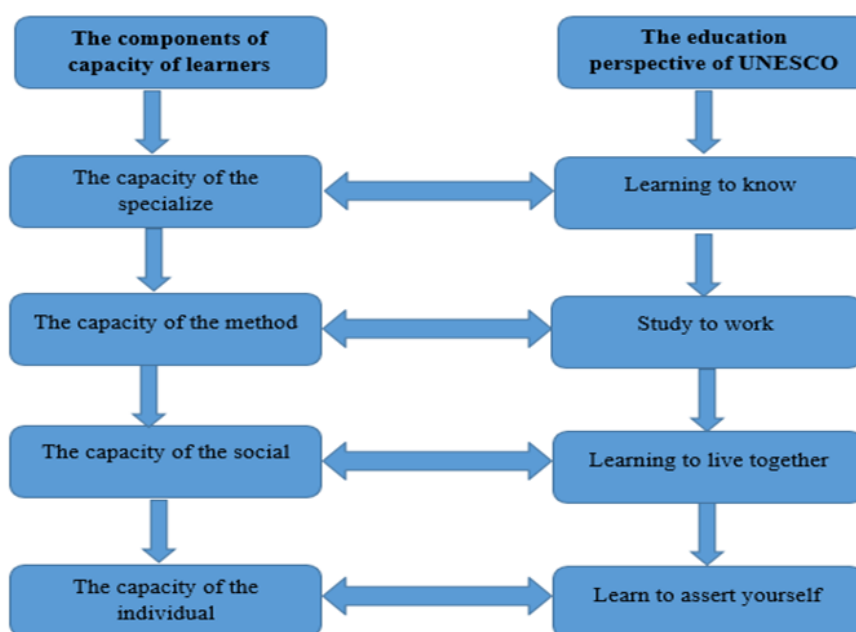 The components of
capacity of learners
The education
perspective of UNESCO
The capacity of the
specialize
Learning to know
The capacity of the method
Study to work
The capacity of the social
Learning to live together
The capacity of the
individual
Learn to assert yourself